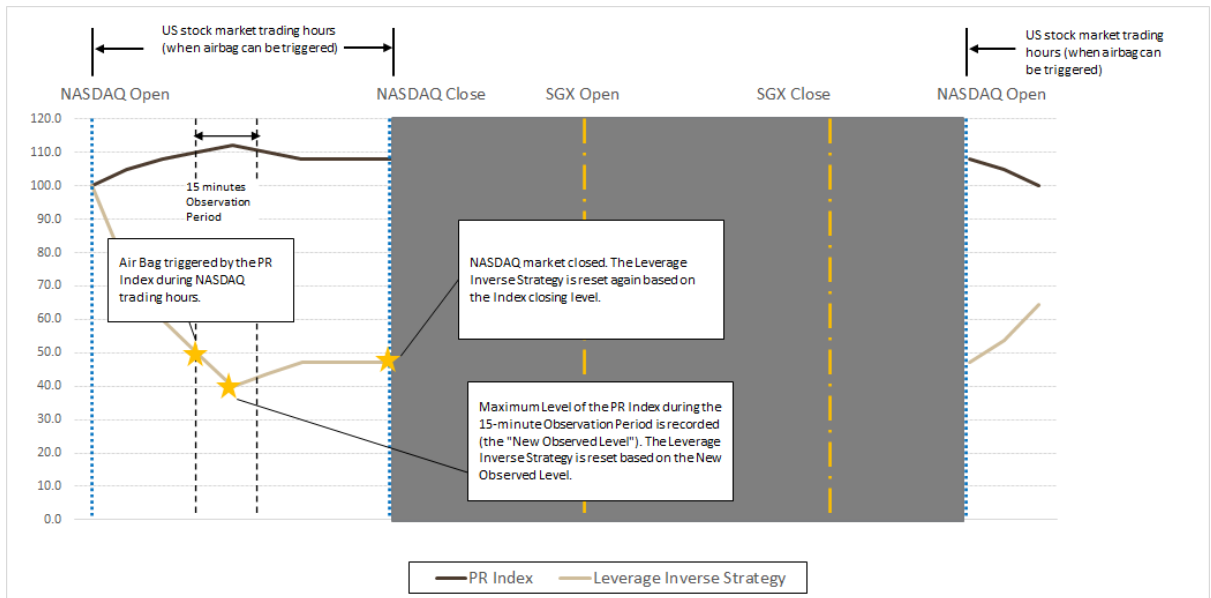 US stock market trading hours
(when airbag can be triggered)
US stock market trading
hours (when airbag can
be triggered)
NASDAQ Open
NASDAQ Close
SGX Open
SGX Close
NASDAQ Open
120.0
110.0
100.0
90.0
80.0
70.0
60.0
50.0
40.0
30.0
20.0
10.0
0.0
15 minutes
Observation
Period
Air Bag triggered by the PR
Index during NASDAQ
trading hours.
NASDAQ market closed. The Leverage
Inverse Strategy is reset again based on
the Index closing level.
Maximum Level of the PR Index during the
15-minute Observation Period is recorded
(the "New Observed Level"). The Leverage
Inverse Strategy is reset based on the New
Observed Level.
PR Index
Leverage Inverse Strategy